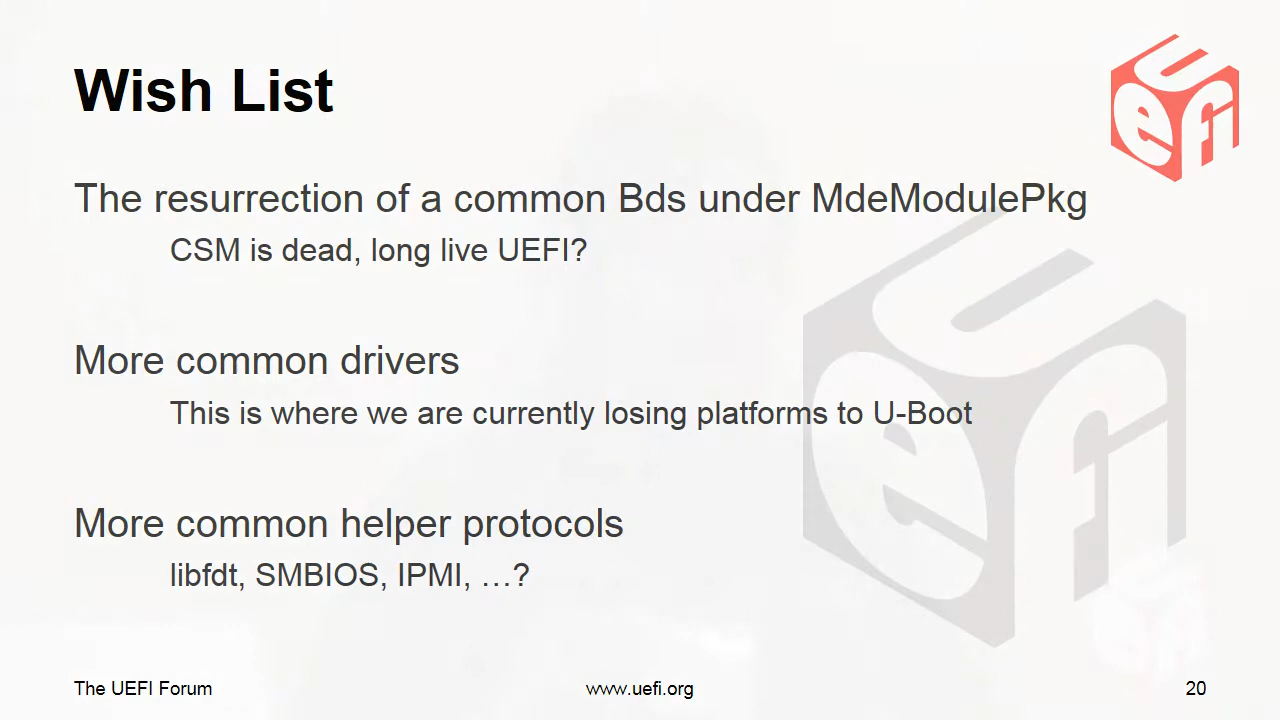 Wish List
The resurrection of a common Bds under MdeModulePkg
CSM is dead, long live UEFI?
More common drivers
This is where we are currently losing platforms to U-Boot
More common helper protocols
libfdt, SMBIOS, IPMI, …?
The UEFI Forum
www.uefi.org
20
UEFI
UEFI